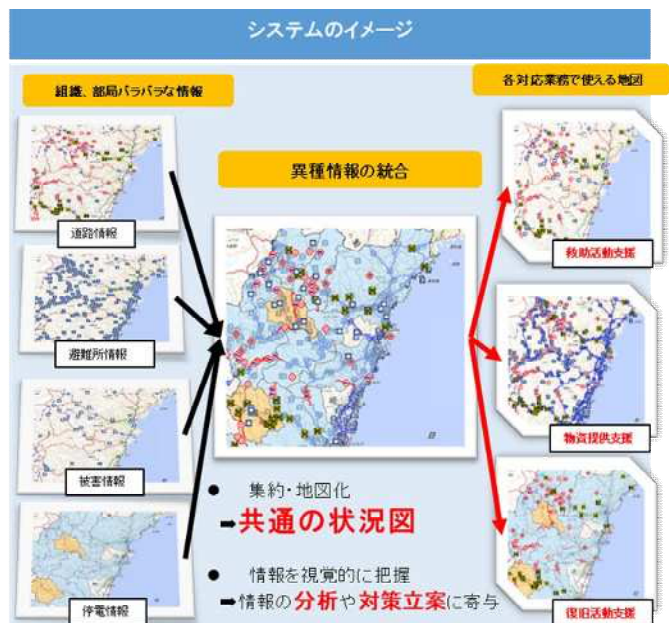 システムのイメージ
組織、部局バラバラな情報
各対応業務で使える地図
異種情報の統合
道路情報
避難所情報
被害情報
停電情報
救助活動支援
物資提供支援
復旧活動支援
● 集約・地図化
➡共通の状況図
● 情報を視覚的に把握
➡情報の分析や対策立案に寄与